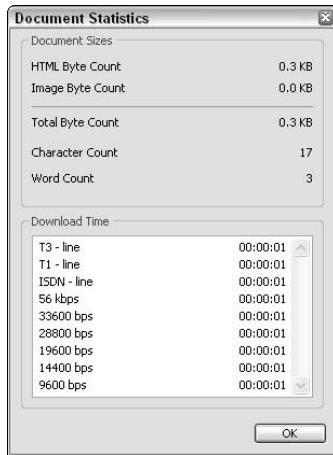 Document Statistics
Document Sizes
HTML Byte Count 0.3 KB
Image Byte Count 0.0 KB
Total Byte Count 0.3 KB
Character Count 17
Word Count 3
Download Time
T3 - line 00:00:01
T1 - line 00:00:01
ISDN - line 00:00:01
56 kbps 00:00:01
33600 bps 00:00:01
28800 bps 00:00:01
19600 bps 00:00:01
14400 bps 00:00:01
9600 bps 00:00:01
OK